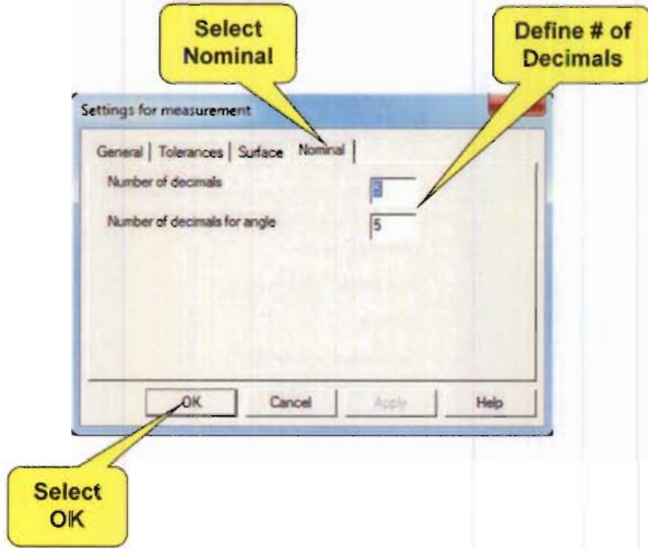 Select
Nominal
Define # of
Decimals
Settings for measurement
General | Tolerances | Surface Nominal |
Number of decimals
Number of decimals for angle
5
OK
Cancel
Apply
Help
Select
OK